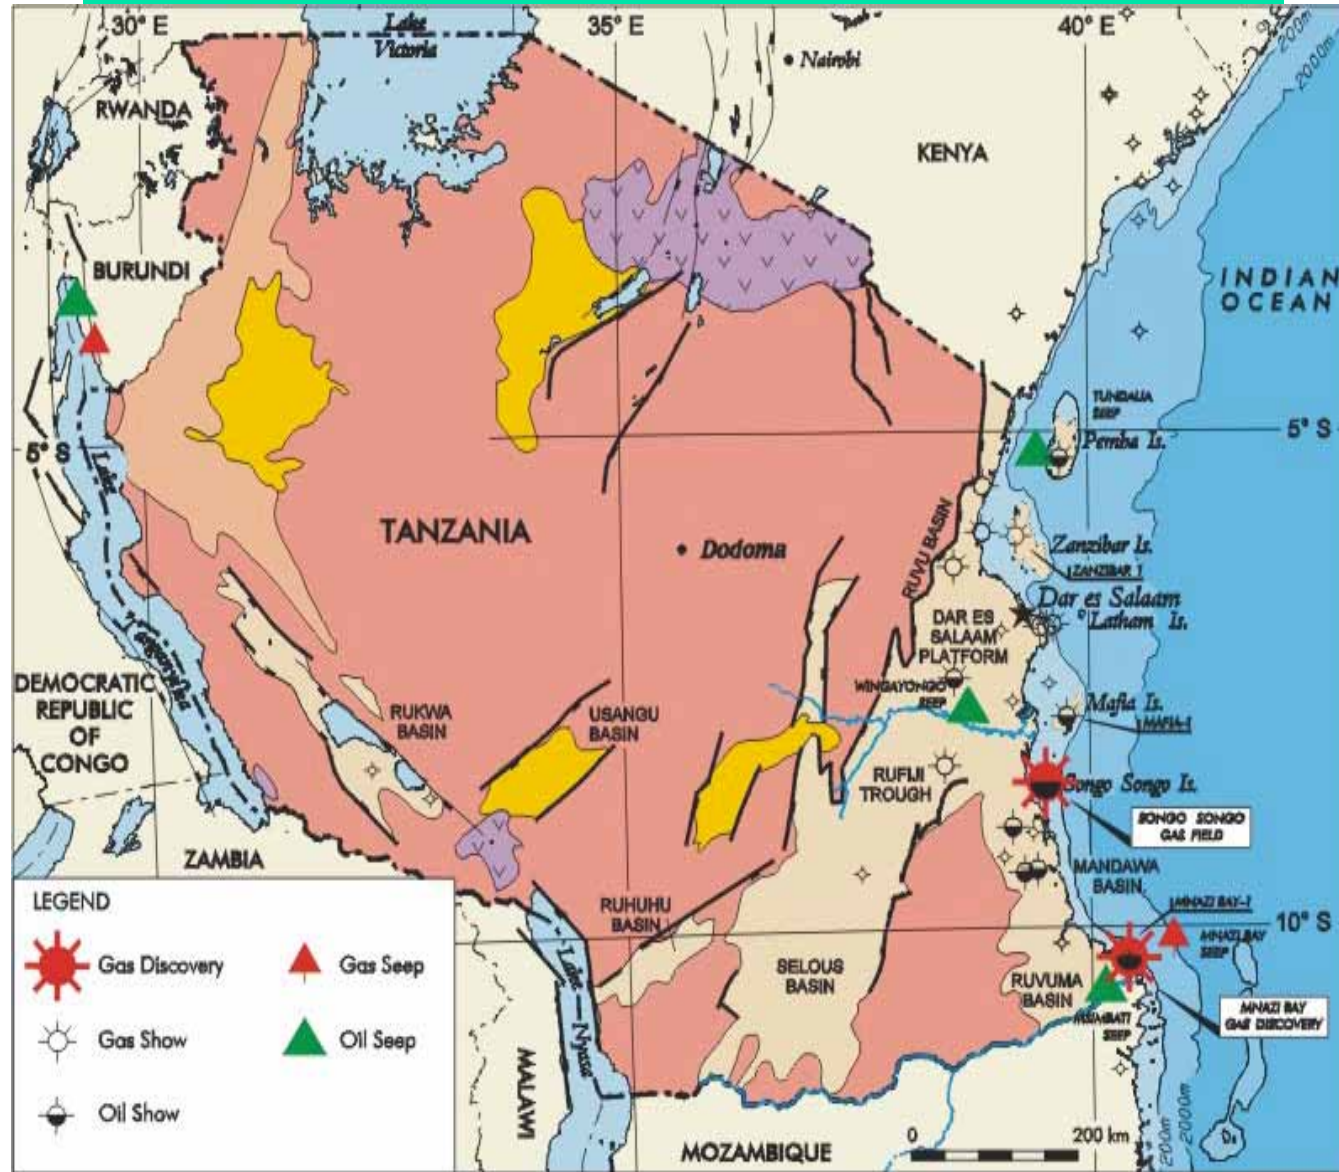 30° E
Lake
Victoria
35° E
40° E
200m
2000m
Nairobi
RWANDA
KENYA
BURUNDI
INDIAN
OCEAN
TUNDAUA
SEEP
5° S
Pemba Is.
5° S
Lake
TANZANIA
Dodoma
RUVU BASIN
Zanzibar Is.
ZANZIBAR 1
Dar es Salaam
Latham Is.
DAR ES
SALAAM
PLATFORM
Tanganyika
DEMOCRATIC
REPUBLIC
OF
CONGO
RUKWA
BASIN
USANGU
BASIN
WINGAYONGO
SEEP
Mafia Is.
MAFIA-1
RUFIJI
TROUGH
Songo Songo Is.
SONGO SONGO
GAS FIELD
ZAMBIA
MANDAWA
BASIN
MNAZI BAY-1
RUHUHU
BASIN
10° S
MNAZI BAY
SEEP
SELOUS
BASIN
RUVUMA
BASIN
MSIMBATI
SEEP
MNAZI BAY
GAS DISCOVERY
Lake
Nyasa
MALAWI
MOZAMBIQUE
0 200 km
200m
2000m
LEGEND
Gas Discovery
Gas Seep
Gas Show
Oil Seep
Oil Show